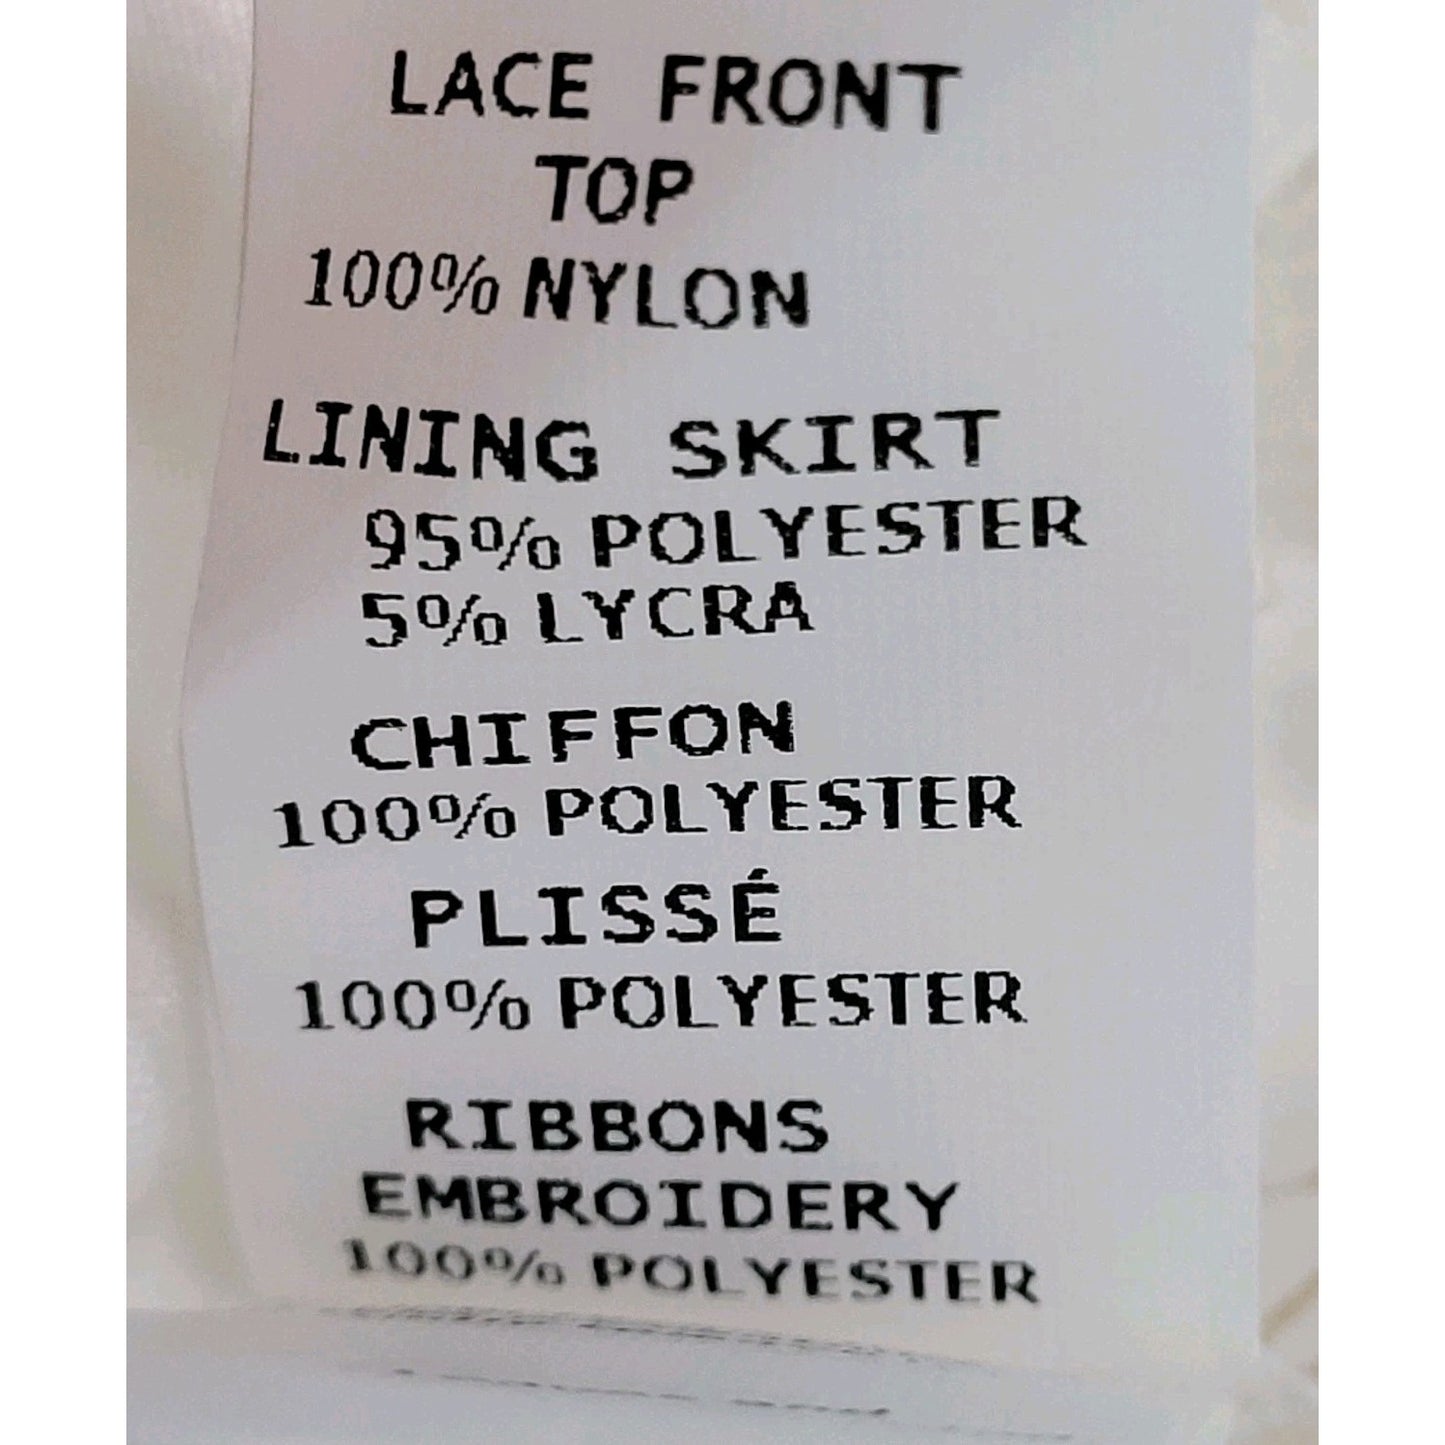 LACE FRONT
TOP
100% NYLON
LINING SKIRT
95% POLYESTER
5% LYCRA
CHIFFON
100% POLYESTER
PLISSÉ
100% POLYESTER
RIBBONS
EMBROIDERY
100% POLYESTER